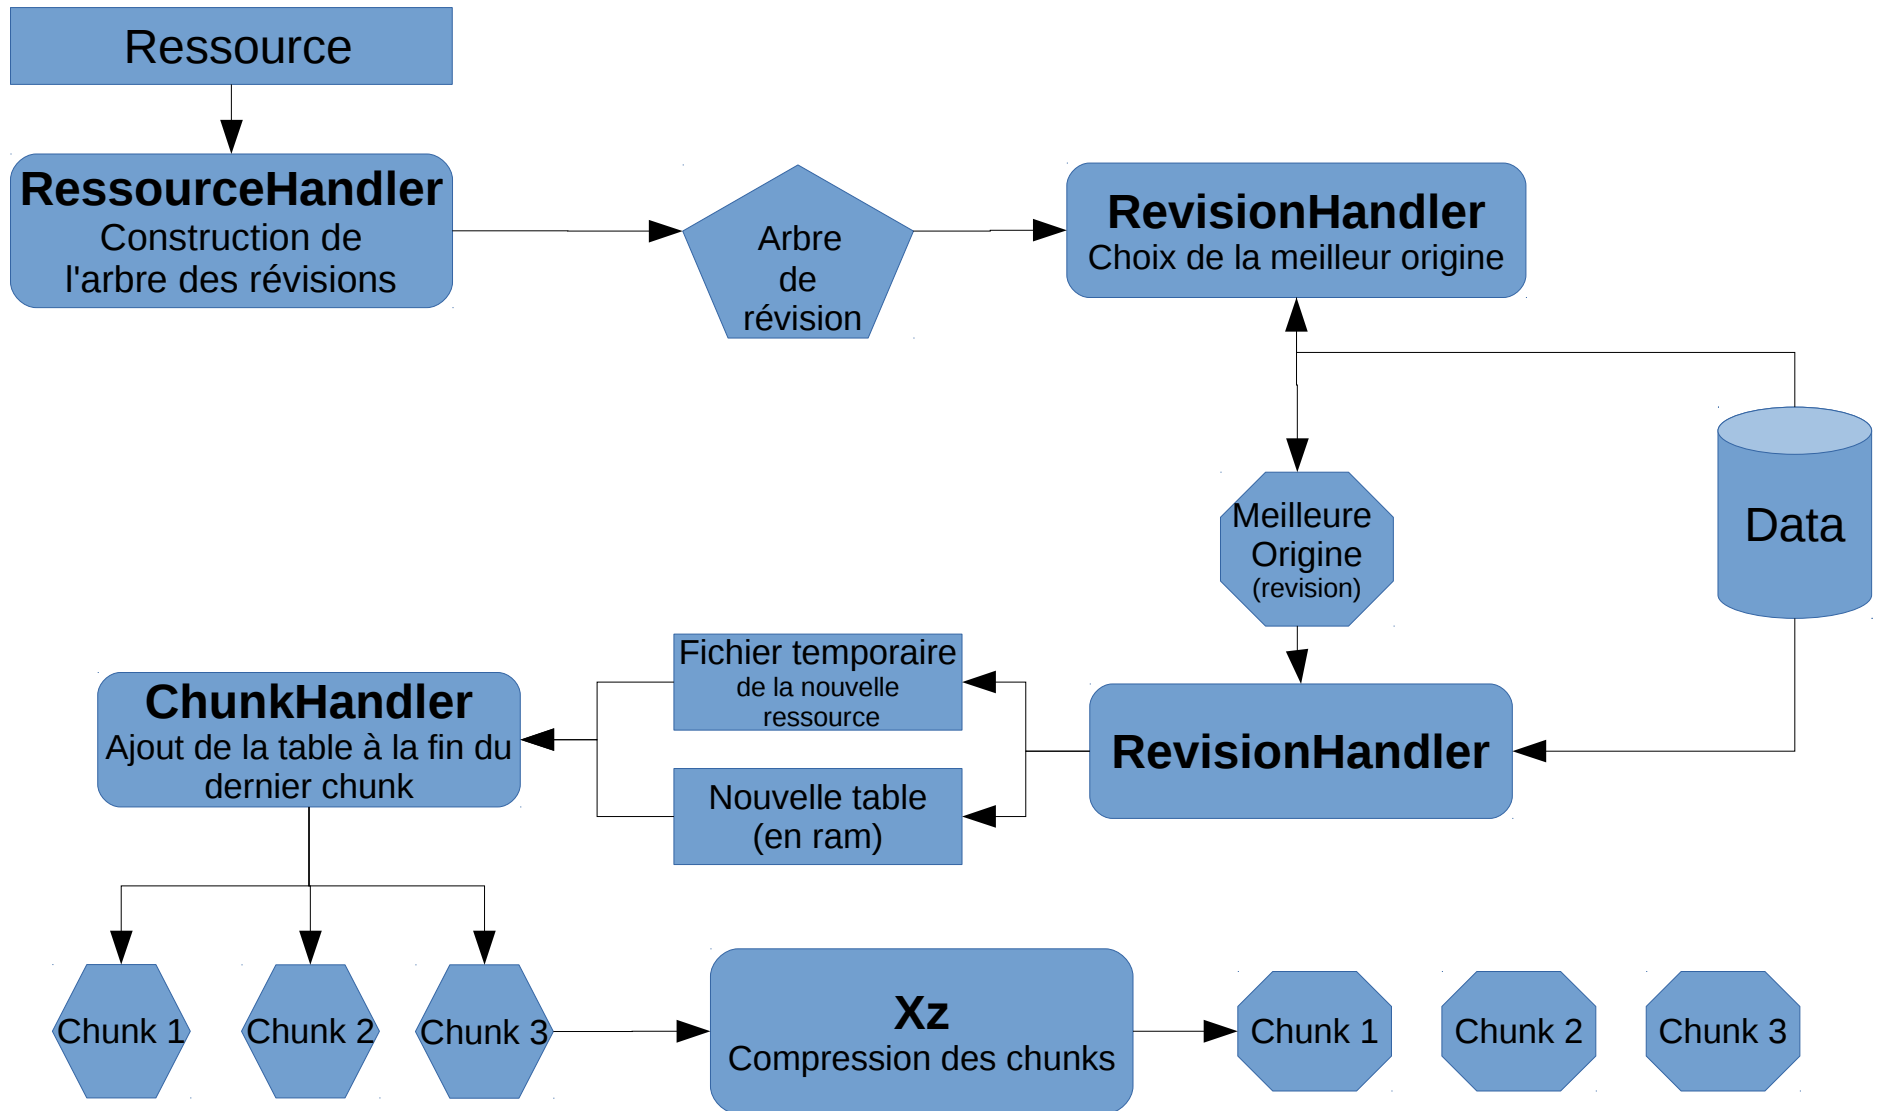 Ressource
RessourceHandler
Construction de
l'arbre des révisions
Arbre
de
révision
RevisionHandler
Choix de la meilleur origine
Meilleure
Origine
(revision)
Data
Fichier temporaire
de la nouvelle
ressource
Nouvelle table
(en ram)
RevisionHandler
ChunkHandler
Ajout de la table à la fin du
dernier chunk
Chunk 1
Chunk 2
Chunk 3
Xz
Compression des chunks
Chunk 1
Chunk 2
Chunk 3